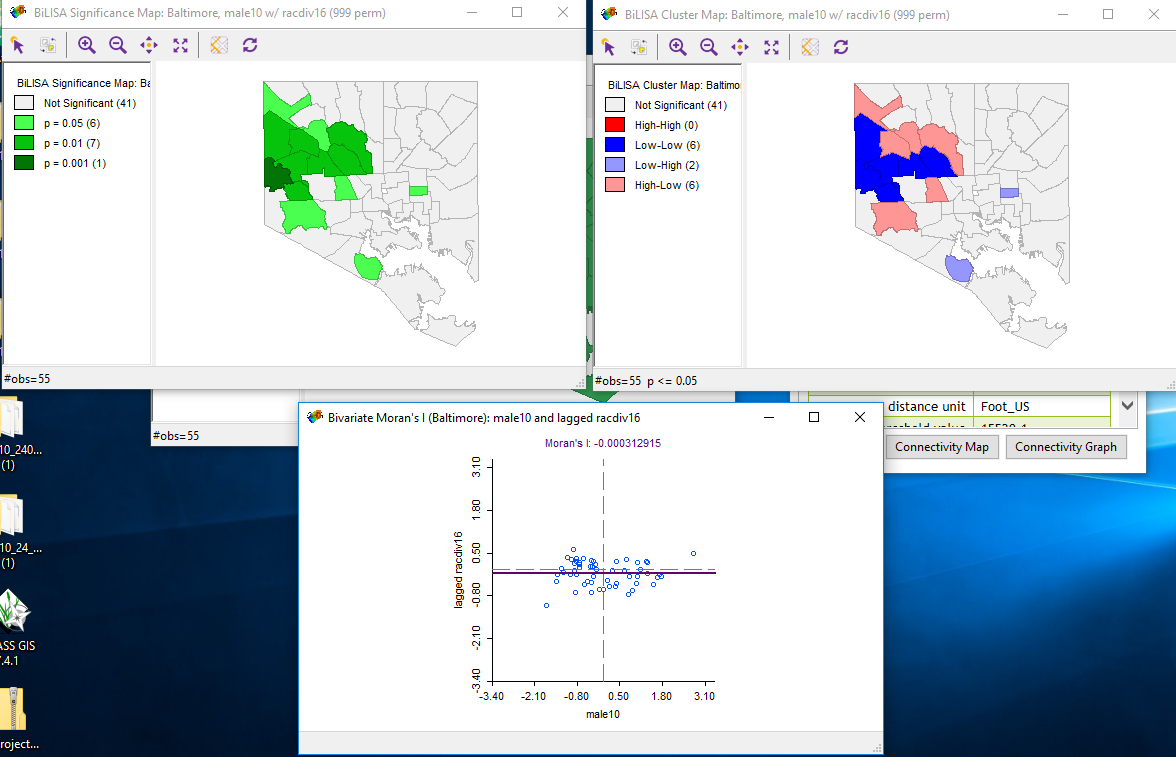 BiLISA Significance Map: Baltimore, male10 w/ racdiv16 (999 perm)
BiLISA Significance Map: Ba
Not Significant (41)
p = 0.05 (6)
p = 0.01 (7)
p = 0.001 (1)
#obs=55
BiLISA Cluster Map: Baltimore, male10 w/ racdiv16 (999 perm)
BiLISA Cluster Map: Baltimo
Not Significant (41)
High-High (0)
Low-Low (6)
Low-High (2)
High-Low (6)
#obs=55 p <= 0.05
#obs=55
distance unit Foot_US
Connectivity Map Connectivity Graph
Bivariate Moran's I (Baltimore): male10 and lagged racdiv16
Moran's I: -0.000312915
lagged racdiv16
3.10
1.80
0.50
-0.80
-2.10
-3.40
-3.40 -2.10 -0.80 0.50 1.80 3.10
male10
10_240...
(1)
10_24_...
(1)
ASS GIS
7.4.1
roject...